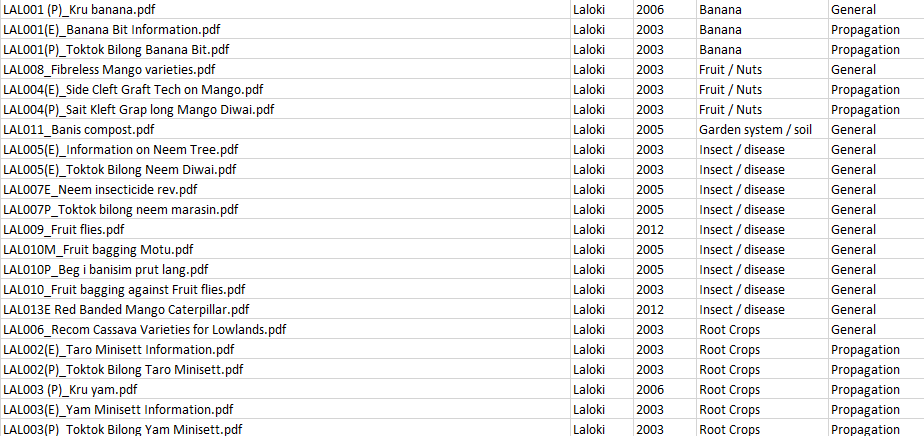 LAL001 (P)_Kru banana.pdf Laloki 2006 Banana General
LAL001(E)_Banana Bit Information.pdf Laloki 2003 Banana Propagation
LAL001(P)_Toktok Bilong Banana Bit.pdf Laloki 2003 Banana Propagation
LAL008_Fibreless Mango varieties.pdf Laloki 2003 Fruit / Nuts General
LAL004(E)_Side Cleft Graft Tech on Mango.pdf Laloki 2003 Fruit / Nuts Propagation
LAL004(P)_Sait Kleft Grap long Mango Diwai.pdf Laloki 2003 Fruit / Nuts Propagation
LAL011_Banis compost.pdf Laloki 2005 Garden system / soil General
LAL005(E)_Information on Neem Tree.pdf Laloki 2003 Insect / disease General
LAL005(E)_Toktok Bilong Neem Diwai.pdf Laloki 2003 Insect / disease General
LAL007E_Neem insecticide rev.pdf Laloki 2005 Insect / disease General
LAL007P_Toktok bilong neem marasin.pdf Laloki 2005 Insect / disease General
LAL009_Fruit flies.pdf Laloki 2012 Insect / disease General
LAL010M_Fruit bagging Motu.pdf Laloki 2005 Insect / disease General
LAL010P_Beg i banisim prut lang.pdf Laloki 2005 Insect / disease General
LAL010_Fruit bagging against Fruit flies.pdf Laloki 2003 Insect / disease General
LAL013E Red Banded Mango Caterpillar.pdf Laloki 2012 Insect / disease General
LAL006_Recom Cassava Varieties for Lowlands.pdf Laloki 2003 Root Crops General
LAL002(E)_Taro Minisett Information.pdf Laloki 2003 Root Crops Propagation
LAL002(P)_Toktok Bilong Taro Minisett.pdf Laloki 2003 Root Crops Propagation
LAL003 (P)_Kru yam.pdf Laloki 2006 Root Crops Propagation
LAL003(E)_Yam Minisett Information.pdf Laloki 2003 Root Crops Propagation
LAL003(P)_Toktok Bilong Yam Minisett.pdf Laloki 2003 Root Crops Propagation